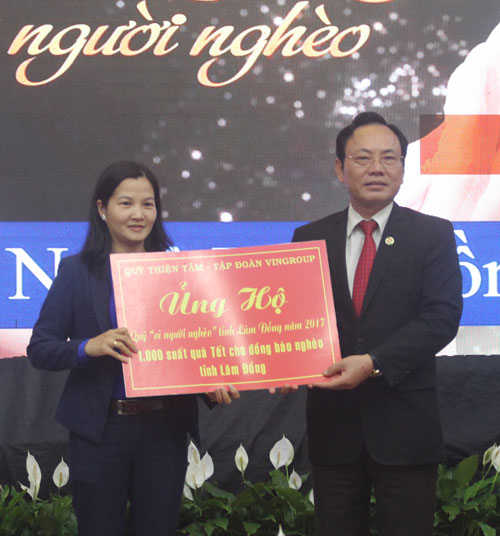 người nghèo
QUỸ THIỆN TÂM - TẬP ĐOÀN VINGROUP
Ủng Hộ
Quỹ "vì người nghèo" tỉnh Lâm Đồng năm 2017
1.000 suất quà Tết cho đồng bào nghèo
tỉnh Lâm Đồng